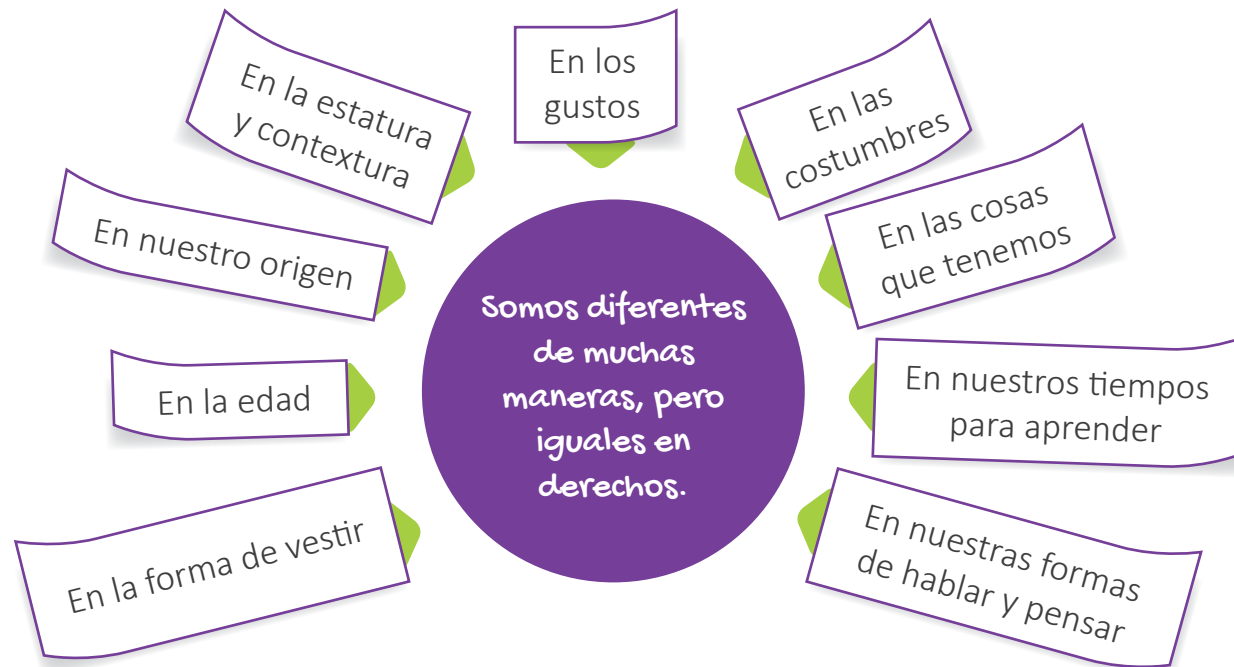 En los
gustos
En la estatura
y contextura
En las
costumbres
En nuestro origen
En las cosas
que tenemos
Somos diferentes
de muchas
maneras, pero
iguales en
derechos.
En la edad
En nuestros tiempos
para aprender
En la forma de vestir
En nuestras formas
de hablar y pensar